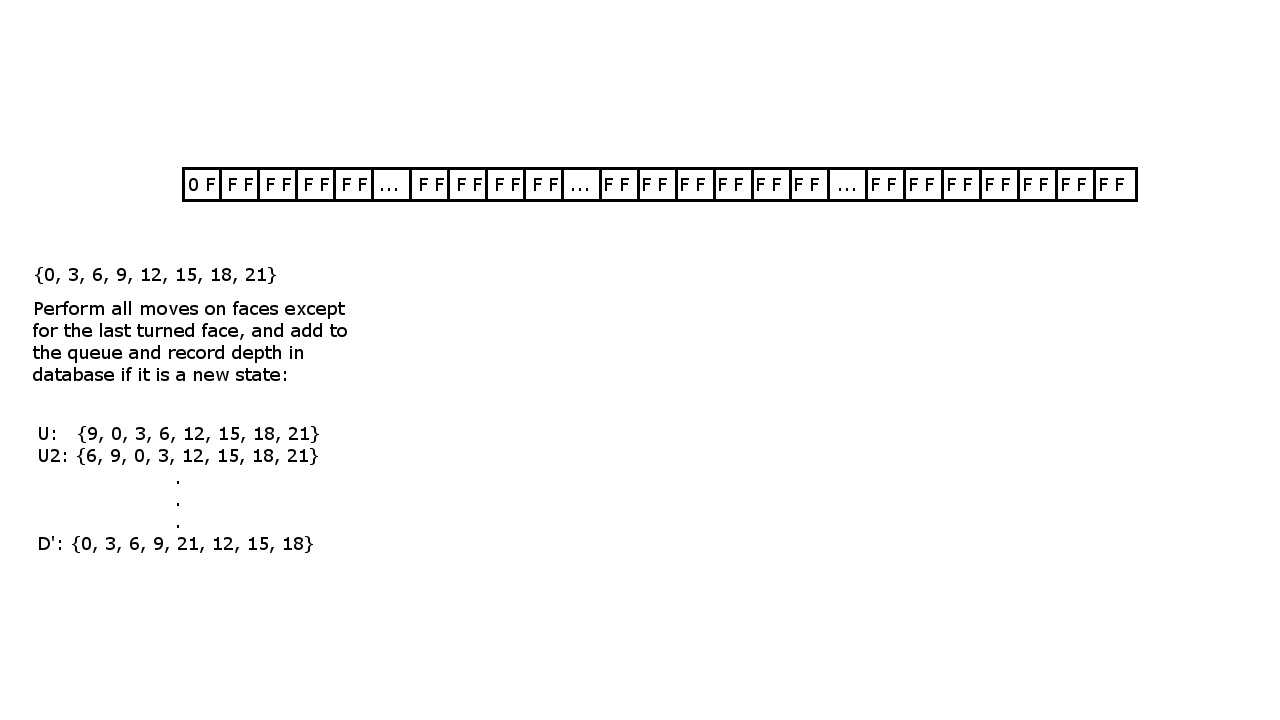 0 F F F F F F F F F ... F F F F F F F F ... F F F F F F F F F F F F ... F F F F F F F F F F F F F F
{0, 3, 6, 9, 12, 15, 18, 21}
Perform all moves on faces except
for the last turned face, and add to
the queue and record depth in
database if it is a new state:
U: {9, 0, 3, 6, 12, 15, 18, 21}
U2: {6, 9, 0, 3, 12, 15, 18, 21}
.
.
.
D': {0, 3, 6, 9, 21, 12, 15, 18}